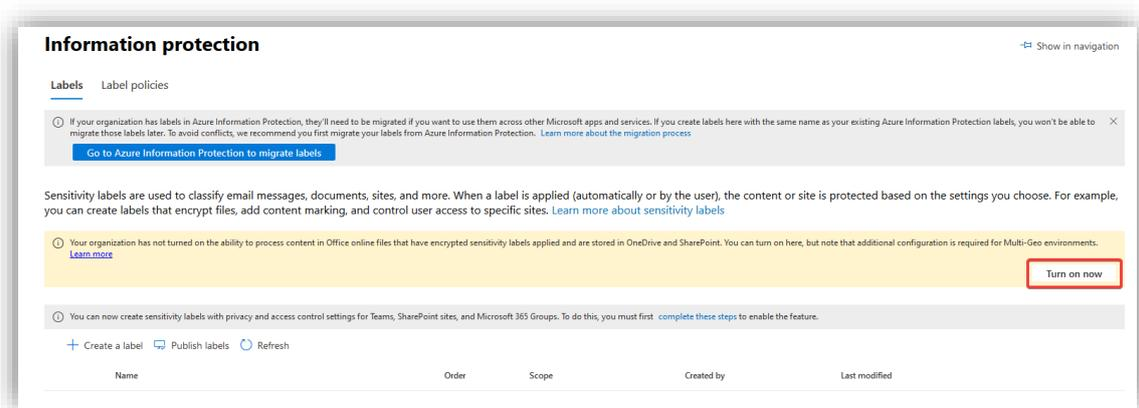 Information protection
Show in navigation
Labels Label policies
If your organization has labels in Azure Information Protection, they'll need to be migrated if you want to use them across other Microsoft apps and services. If you create labels here with the same name as your existing Azure Information Protection labels, you won't be able to
migrate those labels later. To avoid conflicts, we recommend you first migrate your labels from Azure Information Protection. Learn more about the migration process
Go to Azure Information Protection to migrate labels
Sensitivity labels are used to classify email messages, documents, sites, and more. When a label is applied (automatically or by the user), the content or site is protected based on the settings you choose. For example,
you can create labels that encrypt files, add content marking, and control user access to specific sites. Learn more about sensitivity labels
Your organization has not turned on the ability to process content in Office online files that have encrypted sensitivity labels applied and are stored in OneDrive and SharePoint. You can turn on here, but note that additional configuration is required for Multi-Geo environments.
Learn more
Turn on now
You can now create sensitivity labels with privacy and access control settings for Teams, SharePoint sites, and Microsoft 365 Groups. To do this, you must first complete these steps to enable the feature.
Create a label Publish labels Refresh
Name Order Scope Created by Last modified